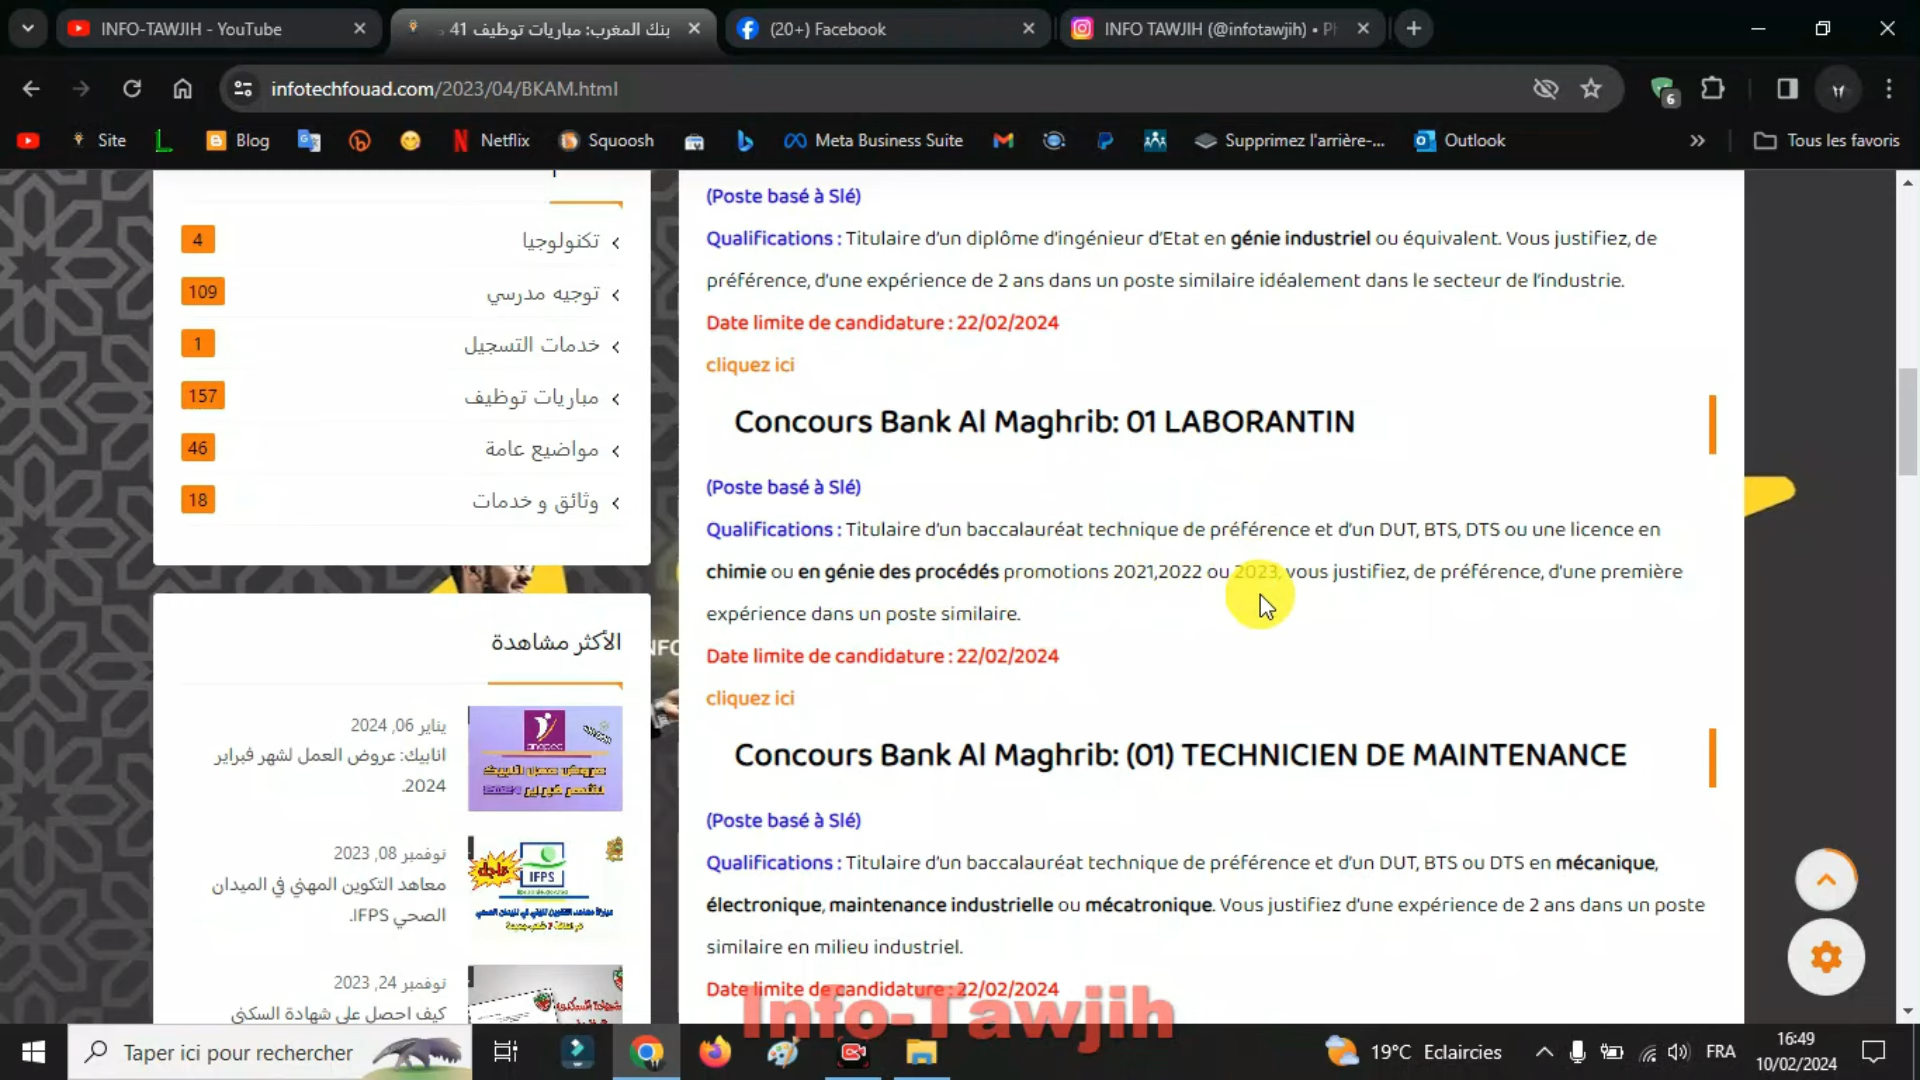 INFO-TAWJIH - YouTube
بنك المغرب: مباريات توظيف 41
(20+) Facebook
INFO TAWJIH (@infotawjih) • P
infotechfouad.com/2023/04/BKAM.html
6
Site
Blog
Netflix
Squoosh
Meta Business Suite
Supprimez l'arrière-...
Outlook
»
Tous les favoris
تكنولوجيا
4
توجيه مدرسي
109
خدمات التسجيل
1
مباريات توظيف
157
مواضيع عامة
46
وثائق و خدمات
18
الأكثر مشاهدة
يناير 06, 2024
انابيك: عروض العمل لشهر فبراير
2024.
anapec
عروض عمل انابيك
لشهر فبراير 2024
نوفمبر 08, 2023
معاهد التكوين المهني في الميدان
الصحي IFPS.
عاجل
IFPS
نوفمبر 24, 2023
كيف احصل على شهادة السكنى
(Poste basé à Slé)
Qualifications : Titulaire d’un diplôme d’ingénieur d’Etat en génie industriel ou équivalent. Vous justifiez, de
préférence, d’une expérience de 2 ans dans un poste similaire idéalement dans le secteur de l’industrie.
Date limite de candidature : 22/02/2024
cliquez ici
Concours Bank Al Maghrib: 01 LABORANTIN
(Poste basé à Slé)
Qualifications : Titulaire d’un baccalauréat technique de préférence et d’un DUT, BTS, DTS ou une licence en
chimie ou en génie des procédés promotions 2021,2022 ou 2023, vous justifiez, de préférence, d’une première
expérience dans un poste similaire.
Date limite de candidature : 22/02/2024
cliquez ici
Concours Bank Al Maghrib: (01) TECHNICIEN DE MAINTENANCE
(Poste basé à Slé)
Qualifications : Titulaire d’un baccalauréat technique de préférence et d’un DUT, BTS ou DTS en mécanique,
électronique, maintenance industrielle ou mécatronique. Vous justifiez d’une expérience de 2 ans dans un poste
similaire en milieu industriel.
Date limite de candidature : 22/02/2024
Info-Tawjih
Taper ici pour rechercher
19°C Eclaircies
FRA
16:49
10/02/2024